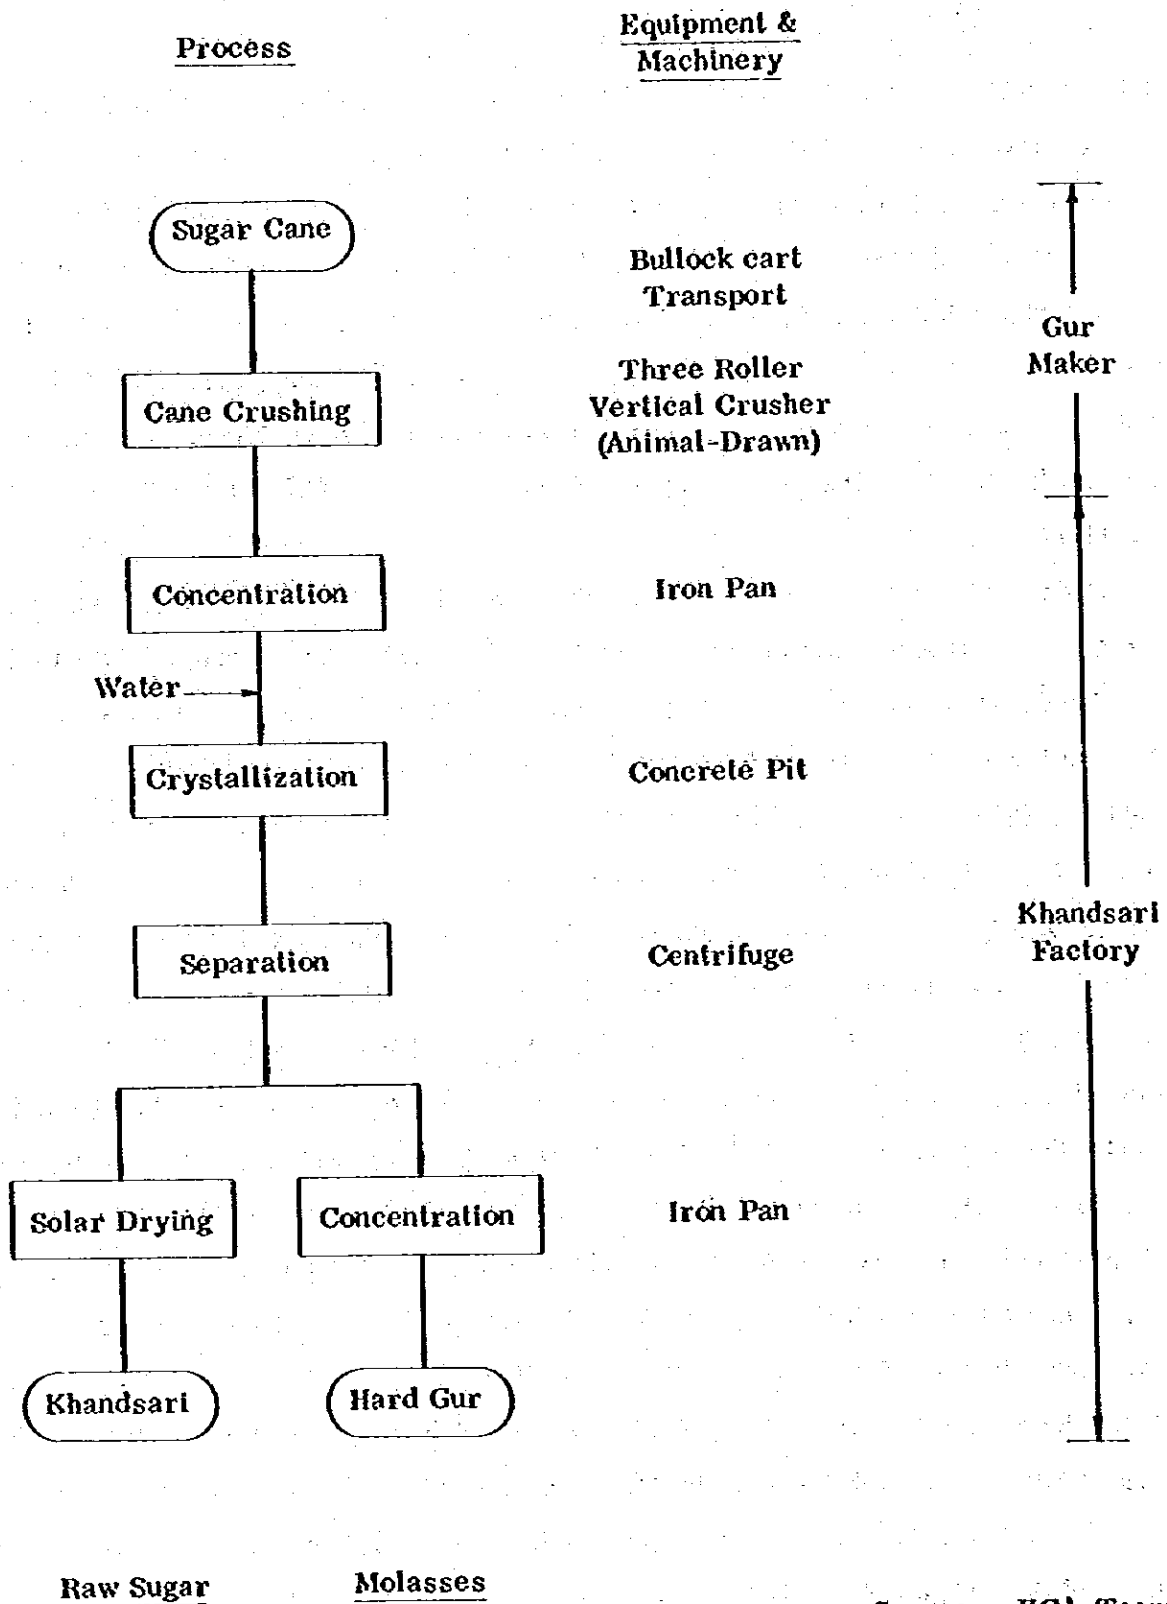 Process
Equipment &
Machinery
Sugar Cane
Bullock cart
Transport
Gur
Maker
Cane Crushing
Three Roller
Vertical Crusher
(Animal-Drawn)
Concentration
Iron Pan
Water
Crystallization
Concrete Pit
Separation
Centrifuge
Khandsari
Factory
Solar Drying
Concentration
Iron Pan
Khandsari
Hard Gur
Raw Sugar
Molasses